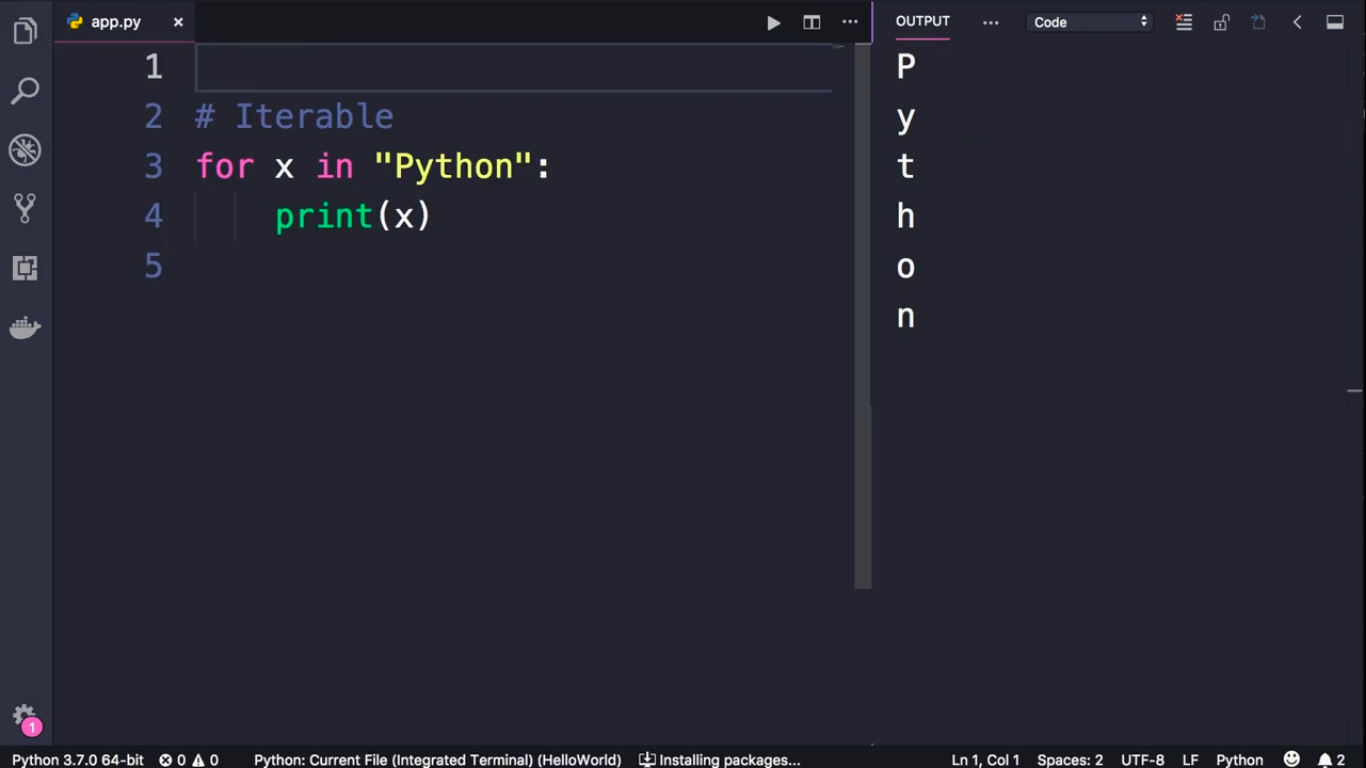 app.py
OUTPUT
Code
1
2 # Iterable
3 for x in "Python":
4 print(x)
5
P
y
t
h
o
n
1
Python 3.7.0 64-bit 0 0 Python: Current File (Integrated Terminal) (HelloWorld) Installing packages... Ln 1, Col 1 Spaces: 2 UTF-8 LF Python 2